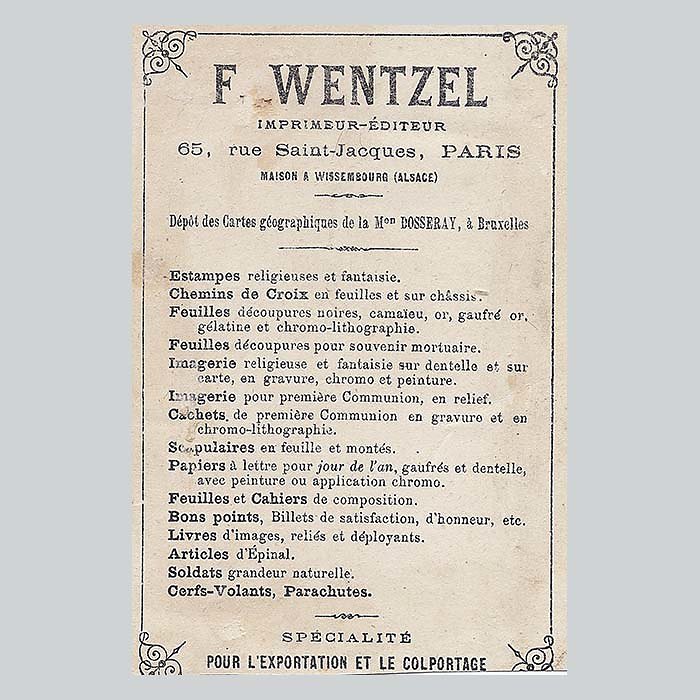 F. WENTZEL
IMPRIMEUR-ÉDITEUR
65, rue Saint-Jacques, PARIS
MAISON A WISSEMBOURG (ALSACE)
Dépôt des Cartes géographiques de la Mon BOSSERAY, à Bruxelles
Estampes religieuses et fantaisie.
Chemins de Croix en feuilles et sur châssis.
Feuilles découpures noires, camaïeu, or, gaufré or,
gélatine et chromo-lithographie.
Feuilles découpures pour souvenir mortuaire.
Imagerie religieuse et fantaisie sur dentelle et sur
carte, en gravure, chromo et peinture.
Imagerie pour première Communion, en relief.
Cachets de première Communion en gravure et en
chromo-lithographie.
Scapulaires en feuille et montés.
Papiers à lettre pour jour de l'an, gaufrés et dentelle,
avec peinture ou application chromo.
Feuilles et Cahiers de composition.
Bons points, Billets de satisfaction, d'honneur, etc.
Livres d'images, reliés et déployants.
Articles d'Épinal.
Soldats grandeur naturelle.
Cerfs-Volants, Parachutes.
SPÉCIALITÉ
POUR L'EXPORTATION ET LE COLPORTAGE